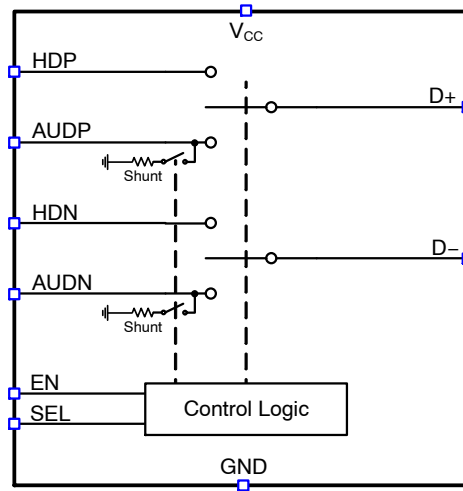 V_CC
HDP
D+
AUDP
Shunt
HDN
D−
AUDN
Shunt
EN
SEL
Control Logic
GND